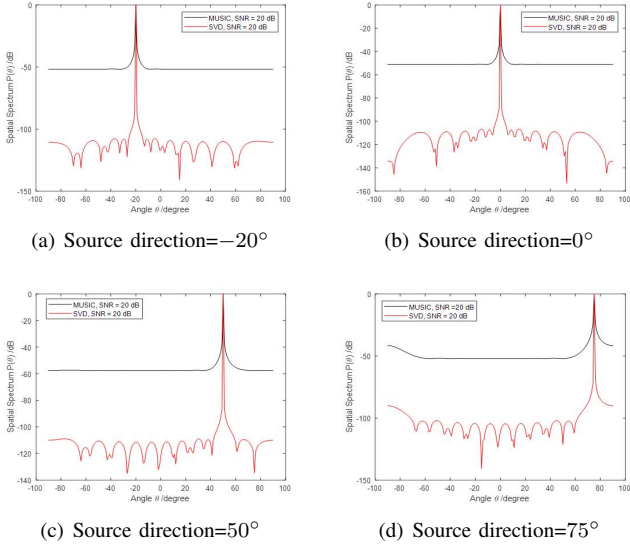 MUSIC, SNR = 20 dB
SVD, SNR = 20 dB
Spatial Spectrum P(θ) /dB
0
-50
-100
-150
-100 -80 -60 -40 -20 0 20 40 60 80 100
Angle θ /degree
(a) Source direction=−20°
MUSIC, SNR = 20 dB
SVD, SNR = 20 dB
Spatial Spectrum P(θ) /dB
0
-20
-40
-60
-80
-100
-120
-140
-160
-100 -80 -60 -40 -20 0 20 40 60 80 100
Angle θ /degree
(b) Source direction=0°
MUSIC, SNR = 20 dB
SVD, SNR = 20 dB
Spatial Spectrum P(θ) /dB
0
-20
-40
-60
-80
-100
-120
-140
-100 -80 -60 -40 -20 0 20 40 60 80 100
Angle θ /degree
(c) Source direction=50°
MUSIC, SNR =20 dB
SVD, SNR = 20 dB
Spatial Spectrum P(θ) /dB
0
-50
-100
-150
-100 -80 -60 -40 -20 0 20 40 60 80 100
Angle θ /degree
(d) Source direction=75°